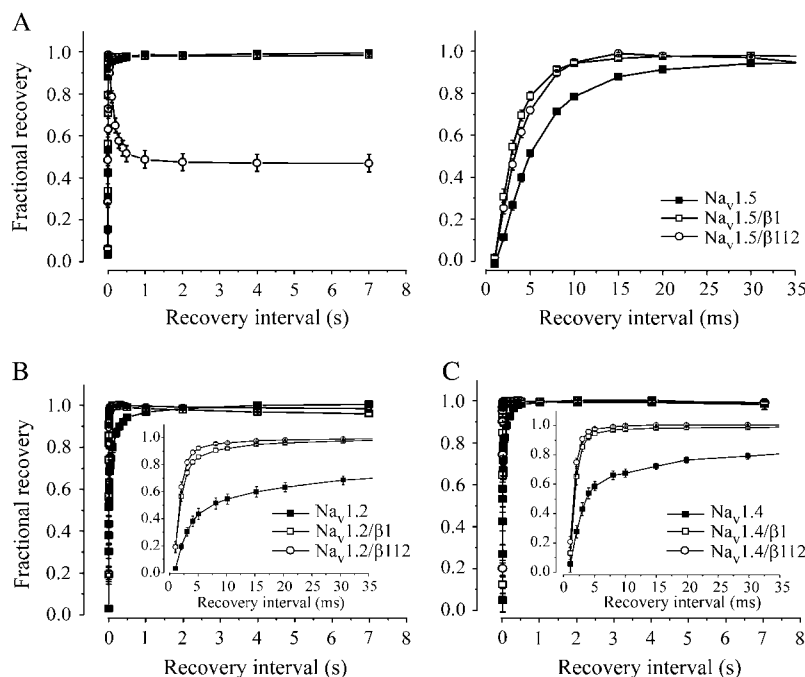 A
Fractional recovery
1.0
0.8
0.6
0.4
0.2
0.0
0 1 2 3 4 5 6 7 8
Recovery interval (s)
1.0
0.8
0.6
0.4
0.2
0.0
0 5 10 15 20 25 30 35
Recovery interval (ms)
Nav1.5
Nav1.5/β1
Nav1.5/β112
B
Fractional recovery
1.0
0.8
0.6
0.4
0.2
0.0
0 1 2 3 4 5 6 7 8
Recovery interval (s)
1.0
0.8
0.6
0.4
0.2
0.0
0 5 10 15 20 25 30 35
Recovery interval (ms)
Nav1.2
Nav1.2/β1
Nav1.2/β112
C
1.0
0.8
0.6
0.4
0.2
0.0
0 1 2 3 4 5 6 7 8
Recovery interval (s)
1.0
0.8
0.6
0.4
0.2
0.0
0 5 10 15 20 25 30 35
Recovery interval (ms)
Nav1.4
Nav1.4/β1
Nav1.4/β112